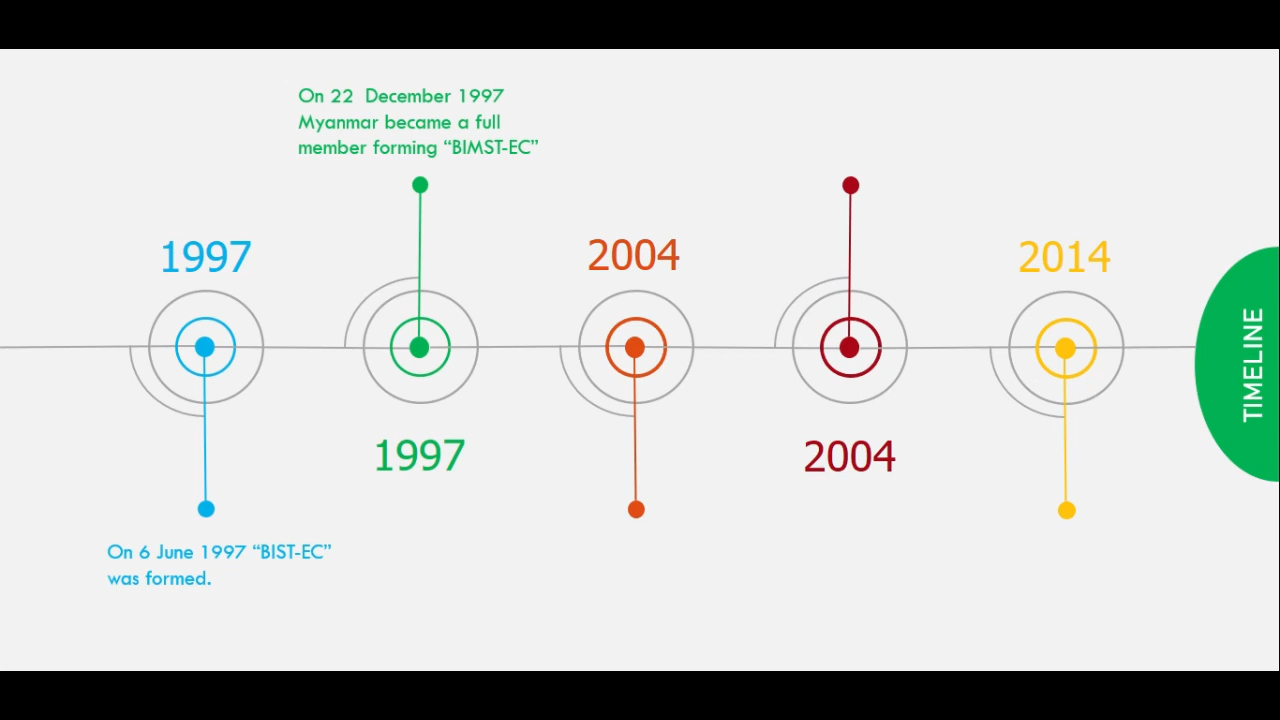 On 22  December 1997
Myanmar became a full
member forming “BIMST-EC”
1997
2004
2014
TIMELINE
1997
2004
On 6 June 1997 “BIST-EC”
was formed.